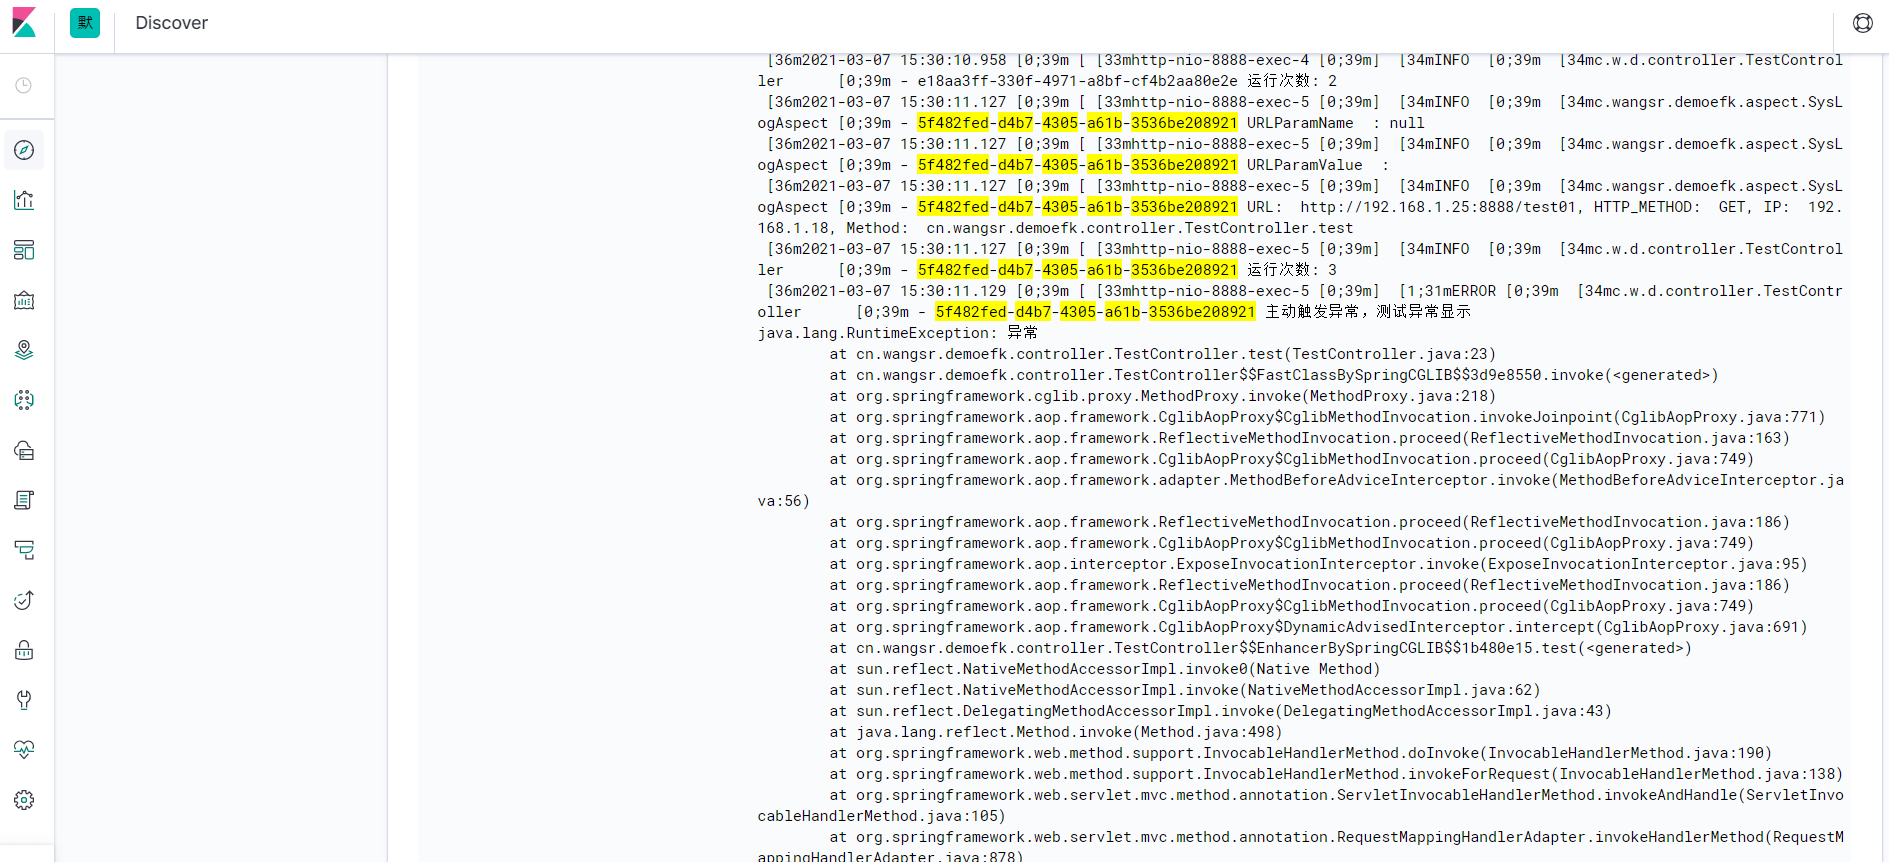 默 Discover
[36m2021-03-07 15:30:10.958 [0;39m [ [33mhttp-nio-8888-exec-4 [0;39m]  [34mINFO  [0;39m  [34mc.w.d.controller.TestControl
ler      [0;39m - e18aa3ff-330f-4971-a8bf-cf4b2aa80e2e 运行次数: 2
[36m2021-03-07 15:30:11.127 [0;39m [ [33mhttp-nio-8888-exec-5 [0;39m]  [34mINFO  [0;39m  [34mc.wangsr.demoefk.aspect.SysL
ogAspect [0;39m - 5f482fed-d4b7-4305-a61b-3536be208921 URLParamName  : null
[36m2021-03-07 15:30:11.127 [0;39m [ [33mhttp-nio-8888-exec-5 [0;39m]  [34mINFO  [0;39m  [34mc.wangsr.demoefk.aspect.SysL
ogAspect [0;39m - 5f482fed-d4b7-4305-a61b-3536be208921 URLParamValue  :
[36m2021-03-07 15:30:11.127 [0;39m [ [33mhttp-nio-8888-exec-5 [0;39m]  [34mINFO  [0;39m  [34mc.wangsr.demoefk.aspect.SysL
ogAspect [0;39m - 5f482fed-d4b7-4305-a61b-3536be208921 URL:  http://192.168.1.25:8888/test01, HTTP_METHOD:  GET, IP:  192.
168.1.18, Method:  cn.wangsr.demoefk.controller.TestController.test
[36m2021-03-07 15:30:11.127 [0;39m [ [33mhttp-nio-8888-exec-5 [0;39m]  [34mINFO  [0;39m  [34mc.w.d.controller.TestControl
ler      [0;39m - 5f482fed-d4b7-4305-a61b-3536be208921 运行次数: 3
[36m2021-03-07 15:30:11.129 [0;39m [ [33mhttp-nio-8888-exec-5 [0;39m]  [1;31mERROR [0;39m  [34mc.w.d.controller.TestContr
oller      [0;39m - 5f482fed-d4b7-4305-a61b-3536be208921 主动触发异常，测试异常显示
java.lang.RuntimeException: 异常
at cn.wangsr.demoefk.controller.TestController.test(TestController.java:23)
at cn.wangsr.demoefk.controller.TestController$$FastClassBySpringCGLIB$$3d9e8550.invoke(<generated>)
at org.springframework.cglib.proxy.MethodProxy.invoke(MethodProxy.java:218)
at org.springframework.aop.framework.CglibAopProxy$CglibMethodInvocation.invokeJoinpoint(CglibAopProxy.java:771)
at org.springframework.aop.framework.ReflectiveMethodInvocation.proceed(ReflectiveMethodInvocation.java:163)
at org.springframework.aop.framework.CglibAopProxy$CglibMethodInvocation.proceed(CglibAopProxy.java:749)
at org.springframework.aop.framework.adapter.MethodBeforeAdviceInterceptor.invoke(MethodBeforeAdviceInterceptor.ja
va:56)
at org.springframework.aop.framework.ReflectiveMethodInvocation.proceed(ReflectiveMethodInvocation.java:186)
at org.springframework.aop.framework.CglibAopProxy$CglibMethodInvocation.proceed(CglibAopProxy.java:749)
at org.springframework.aop.interceptor.ExposeInvocationInterceptor.invoke(ExposeInvocationInterceptor.java:95)
at org.springframework.aop.framework.ReflectiveMethodInvocation.proceed(ReflectiveMethodInvocation.java:186)
at org.springframework.aop.framework.CglibAopProxy$CglibMethodInvocation.proceed(CglibAopProxy.java:749)
at org.springframework.aop.framework.CglibAopProxy$DynamicAdvisedInterceptor.intercept(CglibAopProxy.java:691)
at cn.wangsr.demoefk.controller.TestController$$EnhancerBySpringCGLIB$$1b480e15.test(<generated>)
at sun.reflect.NativeMethodAccessorImpl.invoke0(Native Method)
at sun.reflect.NativeMethodAccessorImpl.invoke(NativeMethodAccessorImpl.java:62)
at sun.reflect.DelegatingMethodAccessorImpl.invoke(DelegatingMethodAccessorImpl.java:43)
at java.lang.reflect.Method.invoke(Method.java:498)
at org.springframework.web.method.support.InvocableHandlerMethod.doInvoke(InvocableHandlerMethod.java:190)
at org.springframework.web.method.support.InvocableHandlerMethod.invokeForRequest(InvocableHandlerMethod.java:138)
at org.springframework.web.servlet.mvc.method.annotation.ServletInvocableHandlerMethod.invokeAndHandle(ServletInvo
cableHandlerMethod.java:105)
at org.springframework.web.servlet.mvc.method.annotation.RequestMappingHandlerAdapter.invokeHandlerMethod(RequestM
appingHandlerAdapter.java:878)